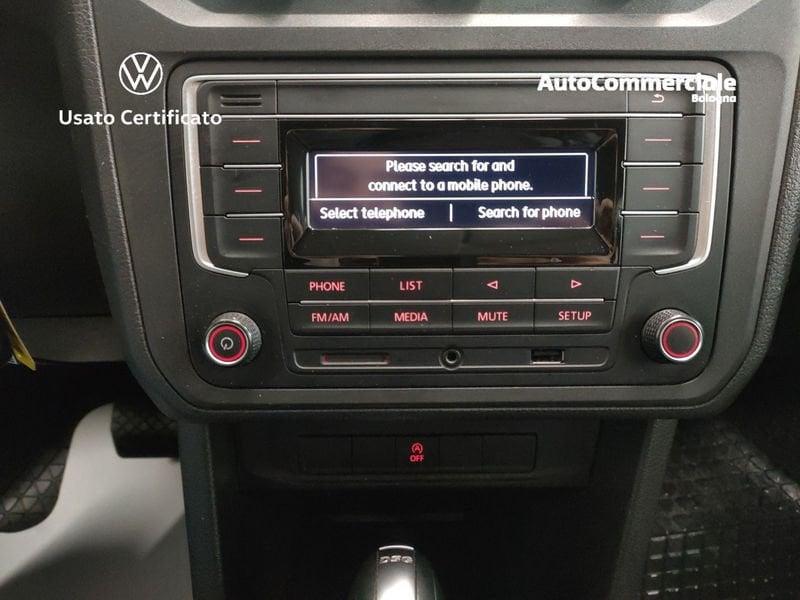 AutoCommerciale
Bologna
Usato Certificato
Please search for and
connect to a mobile phone.
Select telephone | Search for phone
PHONE LIST
FM/AM MEDIA MUTE SETUP
OFF
DSG